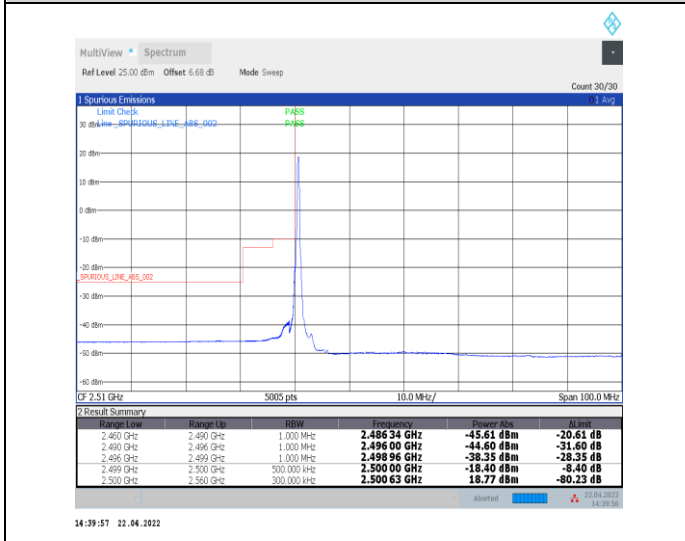 MultiView Spectrum
Ref Level 25.00 dBm Offset 6.68 dB Mode Sweep
Count 30/30
1 Spurious Emissions 1 Avg
Limit Check PASS
30 dBm Line _SPURIOUS_LINE_ABS_002 PASS
20 dBm
10 dBm
0 dBm
-10 dBm
-20 dBm
_SPURIOUS_LINE_ABS_002
-30 dBm
-40 dBm
-50 dBm
-60 dBm
CF 2.51 GHz 5005 pts 10.0 MHz/ Span 100.0 MHz
2 Result Summary
Range Low Range Up RBW Frequency Power Abs ΔLimit
2.460 GHz 2.490 GHz 1.000 MHz 2.486 34 GHz -45.61 dBm -20.61 dB
2.490 GHz 2.496 GHz 1.000 MHz 2.496 00 GHz -44.60 dBm -31.60 dB
2.496 GHz 2.499 GHz 1.000 MHz 2.498 96 GHz -38.35 dBm -28.35 dB
2.499 GHz 2.500 GHz 500.000 kHz 2.500 00 GHz -18.40 dBm -8.40 dB
2.500 GHz 2.560 GHz 300.000 kHz 2.500 63 GHz 18.77 dBm -80.23 dB
Aborted 22.04.2022
14:39:56
14:39:57 22.04.2022